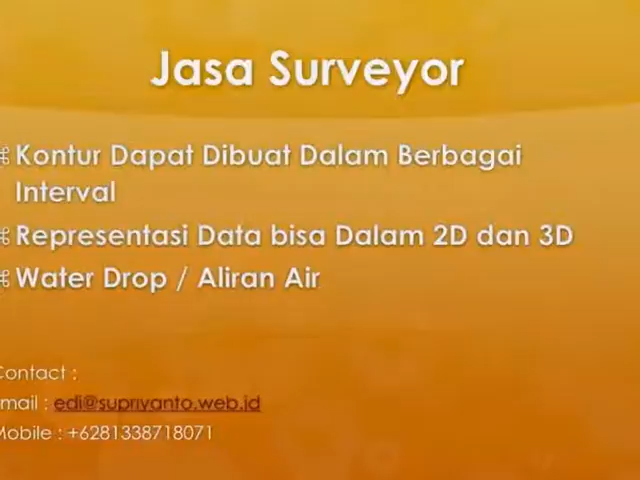 Jasa Surveyor
⌘ Kontur Dapat Dibuat Dalam Berbagai
Interval
⌘ Representasi Data bisa Dalam 2D dan 3D
⌘ Water Drop / Aliran Air
Contact :
mail : edi@supriyanto.web.id
Mobile : +6281338718071